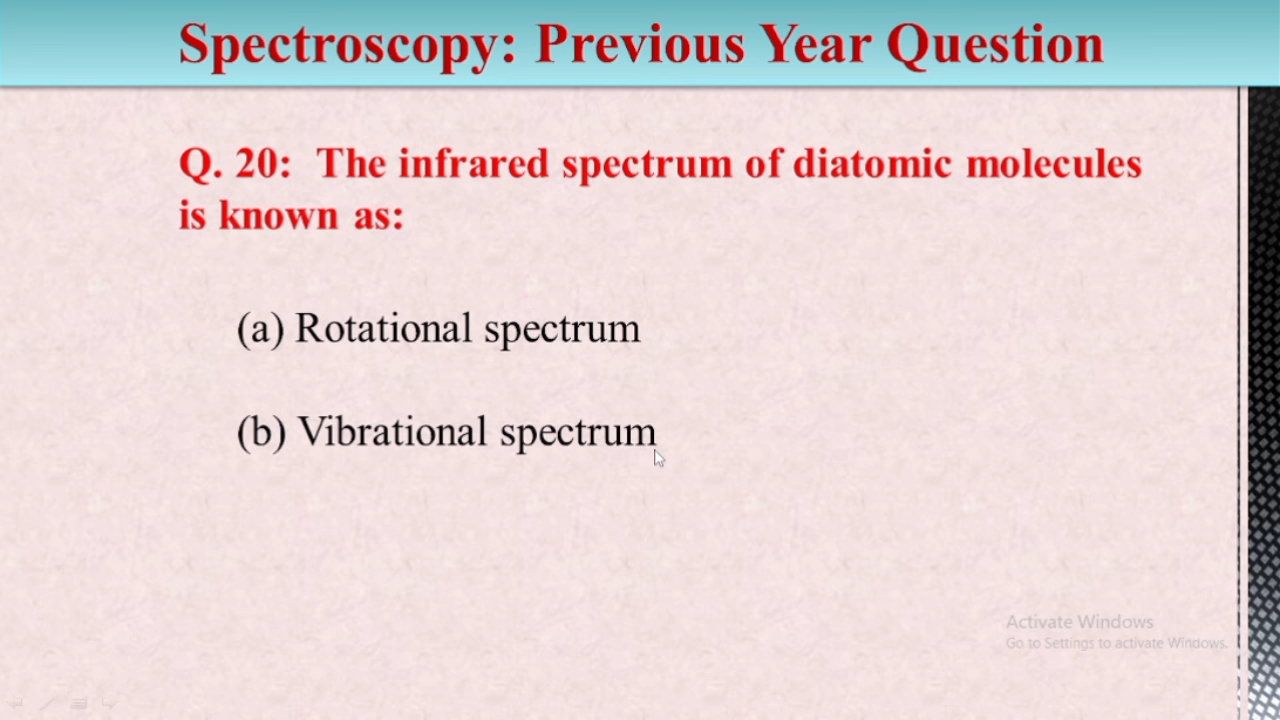 Spectroscopy: Previous Year Question
Q. 20: The infrared spectrum of diatomic molecules
is known as:
(a) Rotational spectrum
(b) Vibrational spectrum
Activate Windows
Go to Settings to activate Windows.